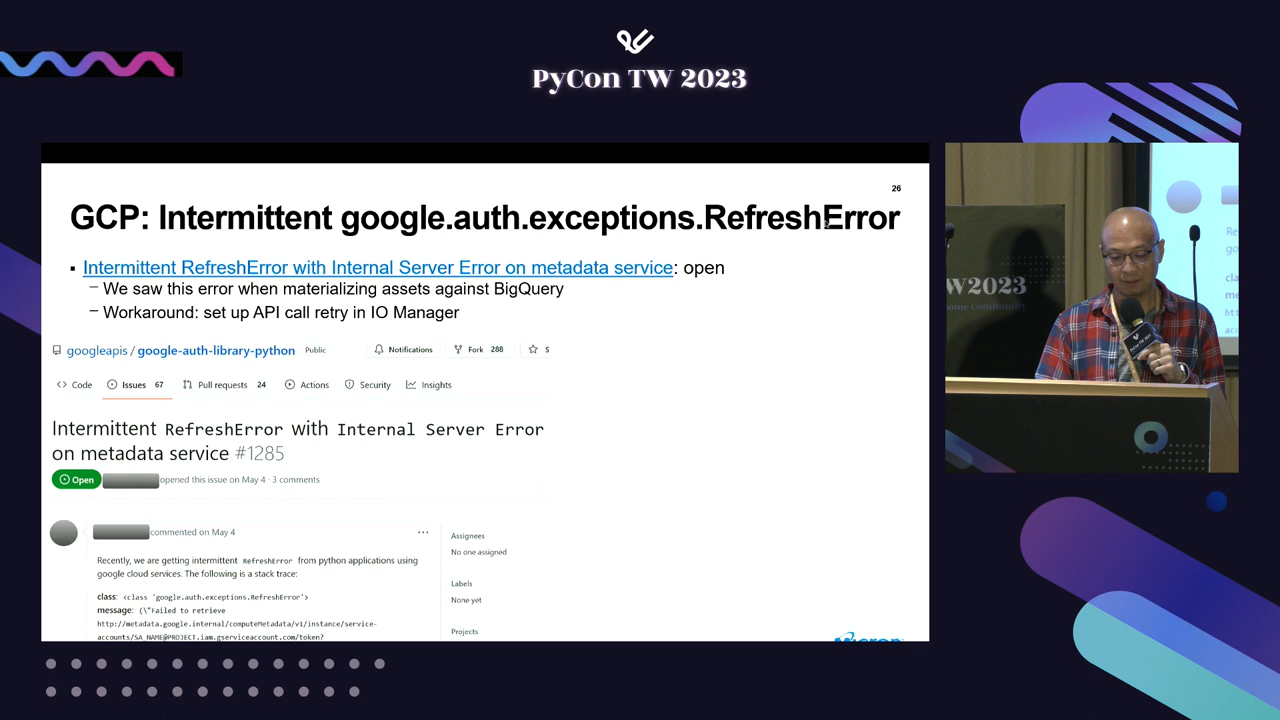 PyCon TW 2023
26
GCP: Intermittent google.auth.exceptions.RefreshError
▪ Intermittent RefreshError with Internal Server Error on metadata service: open
– We saw this error when materializing assets against BigQuery
– Workaround: set up API call retry in IO Manager
googleapis / google-auth-library-python Public Notifications Fork 288 S
Code Issues 67 Pull requests 24 Actions Security Insights
Intermittent RefreshError with Internal Server Error
on metadata service #1285
Open opened this issue on May 4 · 3 comments
commented on May 4 ···
Recently, we are getting intermittent RefreshError from python applications using
google cloud services. The following is a stack trace:
class: <class 'google.auth.exceptions.RefreshError'>
message: (\"Failed to retrieve
http://metadata.google.internal/computeMetadata/v1/instance/service-
accounts/SA_NAME@PROJECT.iam.gserviceaccount.com/token?
Assignees
No one assigned
Labels
None yet
Projects
W2023